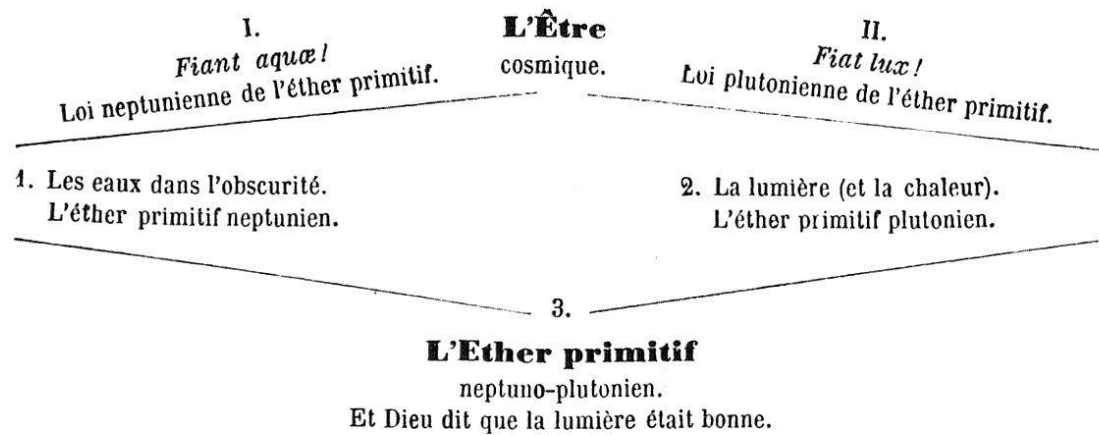 I.
Fiant aquæ!
Loi neptunienne de l'éther primitif.
L'Être
cosmique.
II.
Fiat lux!
Loi plutonienne de l'éther primitif.
1. Les eaux dans l'obscurité.
L'éther primitif neptunien.
2. La lumière (et la chaleur).
L'éther primitif plutonien.
3.
L'Ether primitif
neptuno-plutonien.
Et Dieu dit que la lumière était bonne.